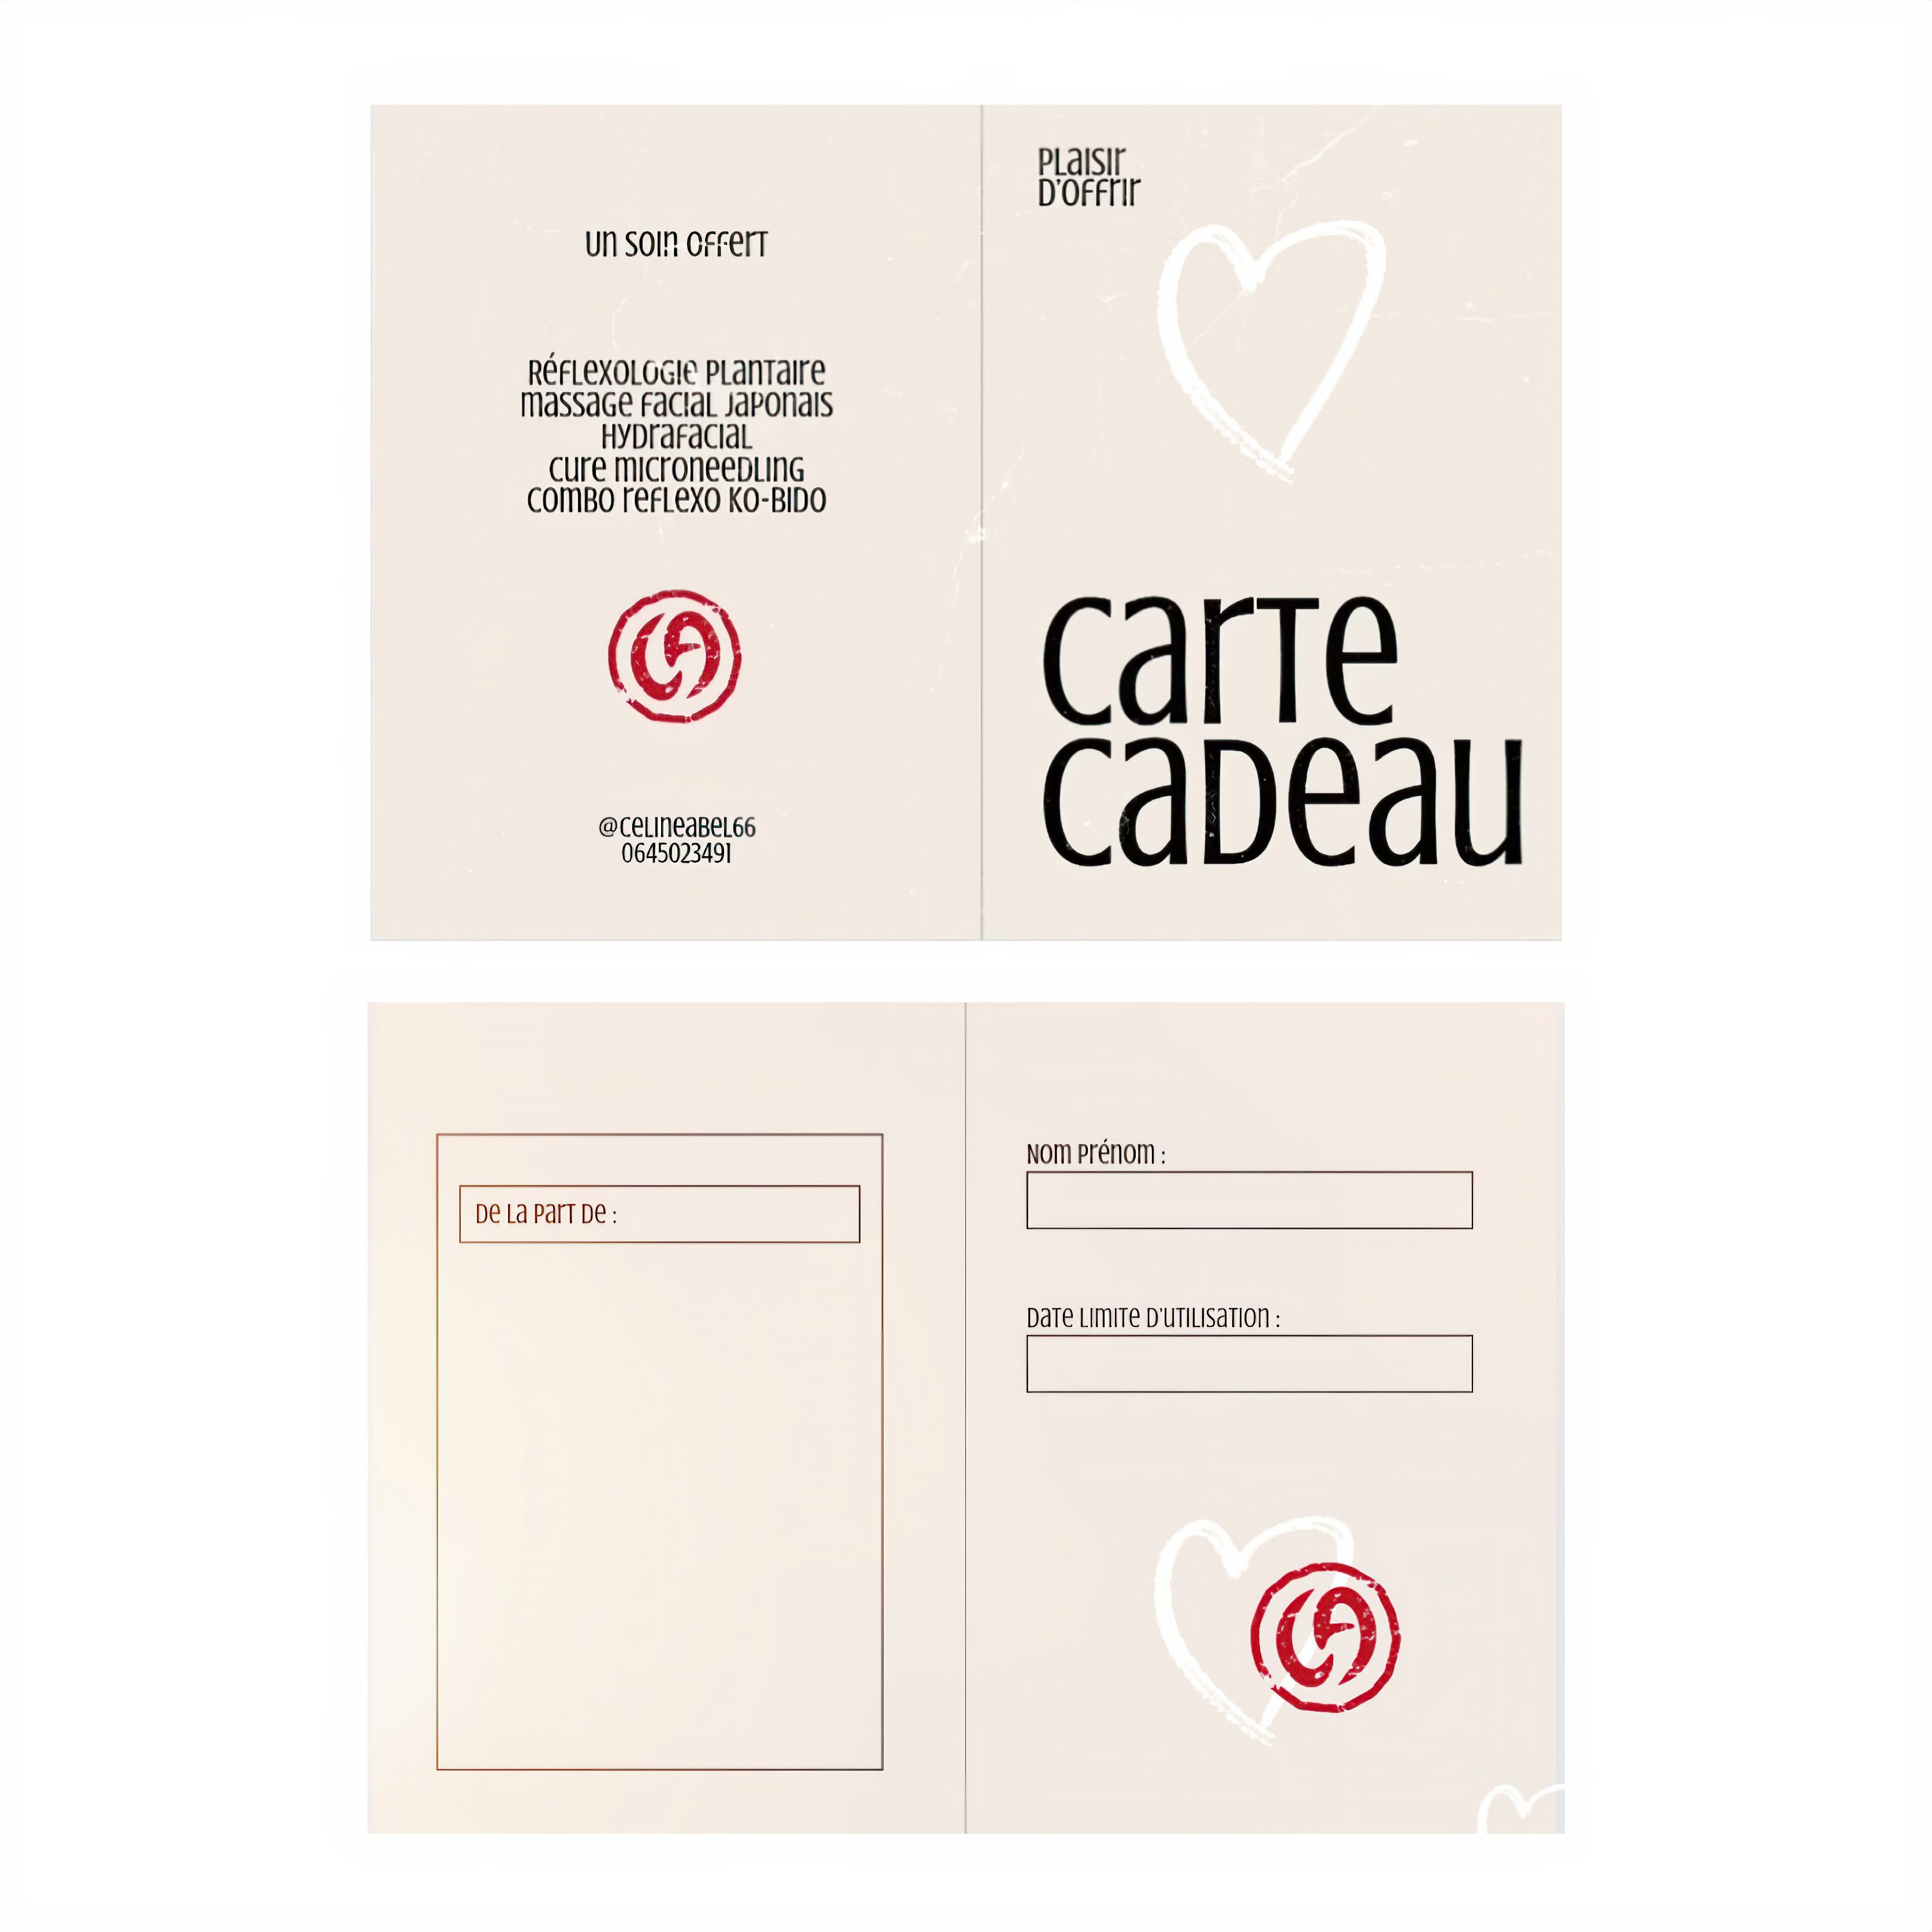 un soin offert
Réflexologie plantaire
massage facial japonais
Hydrafacial
cure microneedling
combo reflexo Ko-Bido
@celineabel66
0645023491
Plaisir
d'offrir
carte
cadeau
De la part de :
Nom Prénom :
Date limite d'utilisation :